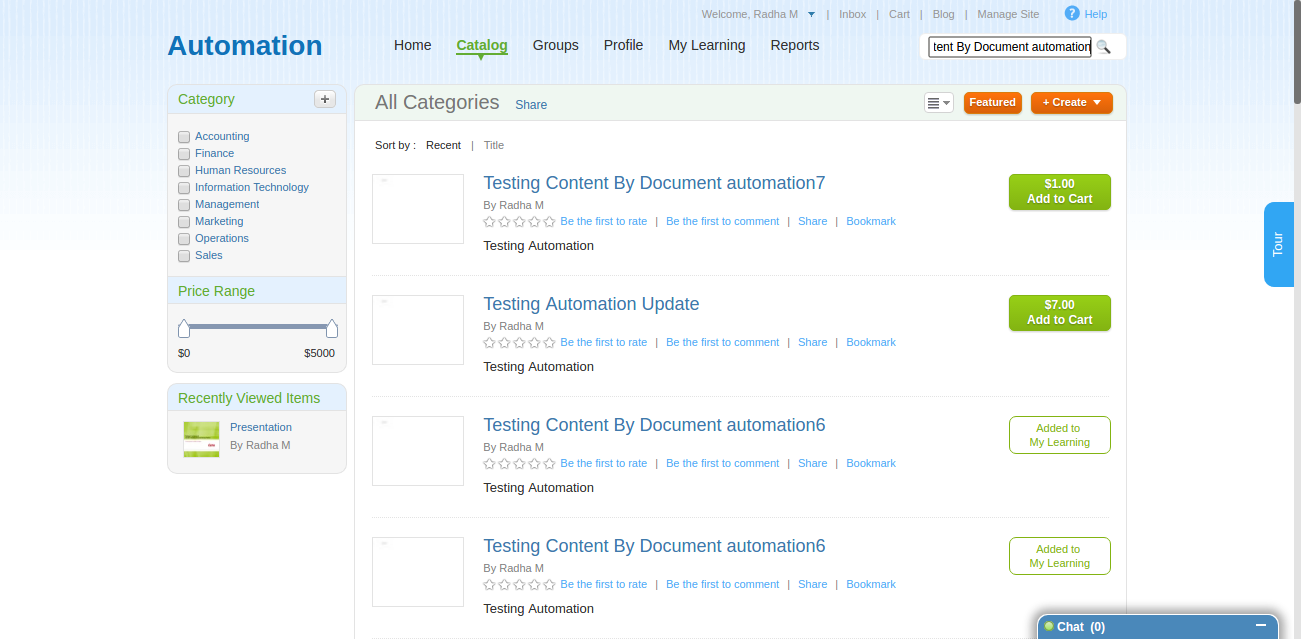 Welcome, Radha M | Inbox | Cart | Blog | Manage Site ? Help
Automation
Home Catalog Groups Profile My Learning Reports
tent By Document automation
Category +
Accounting
Finance
Human Resources
Information Technology
Management
Marketing
Operations
Sales
Price Range
$0 $5000
Recently Viewed Items
Presentation
By Radha M
All Categories Share
Featured + Create
Sort by : Recent | Title
Testing Content By Document automation7
By Radha M
Be the first to rate | Be the first to comment | Share | Bookmark
Testing Automation
$1.00
Add to Cart
Testing Automation Update
By Radha M
Be the first to rate | Be the first to comment | Share | Bookmark
Testing Automation
$7.00
Add to Cart
Testing Content By Document automation6
By Radha M
Be the first to rate | Be the first to comment | Share | Bookmark
Testing Automation
Added to
My Learning
Testing Content By Document automation6
By Radha M
Be the first to rate | Be the first to comment | Share | Bookmark
Testing Automation
Added to
My Learning
Tour
Chat (0)